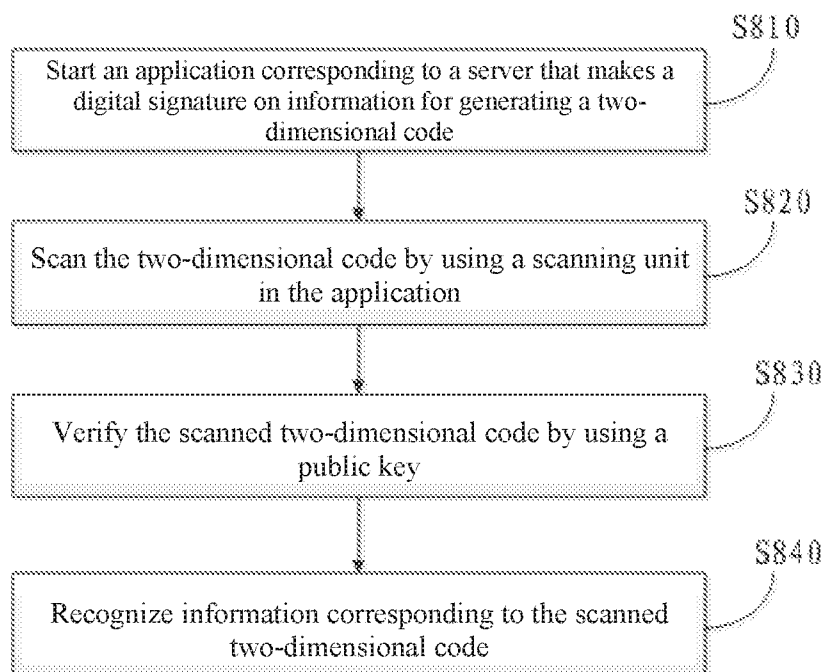 S810
Start an application corresponding to a server that makes a
digital signature on information for generating a two-
dimensional code
S820
Scan the two-dimensional code by using a scanning unit
in the application
S830
Verify the scanned two-dimensional code by using a
public key
S840
Recognize information corresponding to the scanned
two-dimensional code